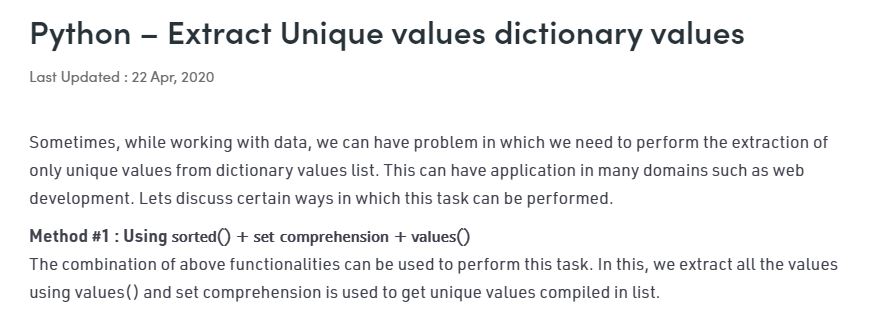 Python – Extract Unique values dictionary values
Last Updated : 22 Apr, 2020
Sometimes, while working with data, we can have problem in which we need to perform the extraction of
only unique values from dictionary values list. This can have application in many domains such as web
development. Lets discuss certain ways in which this task can be performed.
Method #1 : Using sorted() + set comprehension + values()
The combination of above functionalities can be used to perform this task. In this, we extract all the values
using values() and set comprehension is used to get unique values compiled in list.